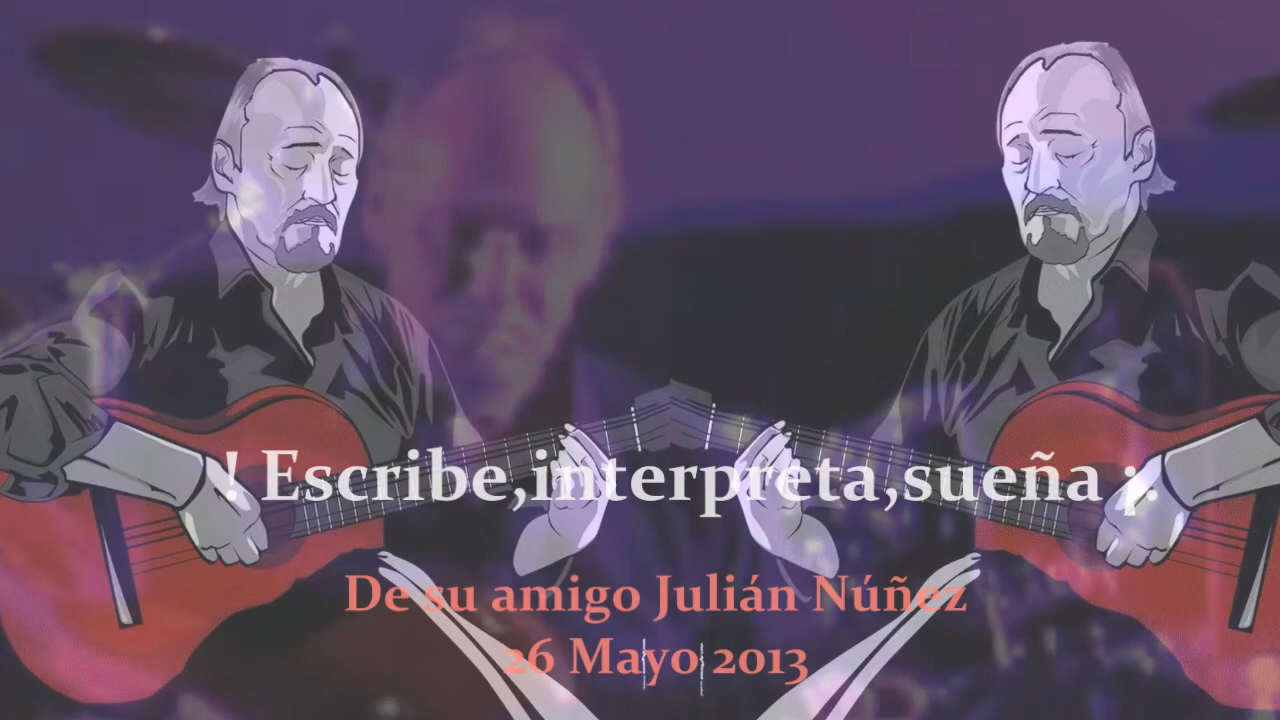 ! Escribe,interpreta,sueña ¡.
De su amigo Julián Núñez
26 Mayo 2013